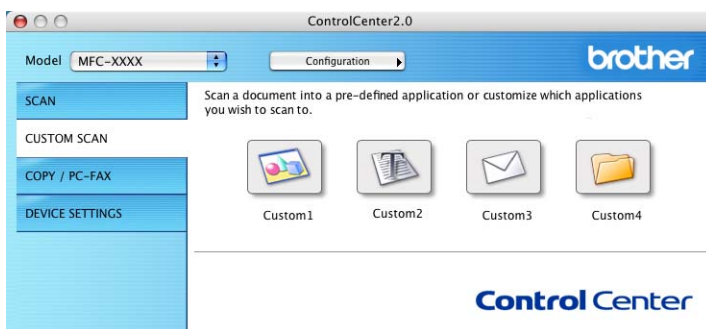 ControlCenter2.0
Model MFC-XXXX Configuration brother
SCAN
CUSTOM SCAN
COPY / PC-FAX
DEVICE SETTINGS
Scan a document into a pre-defined application or customize which applications
you wish to scan to.
Custom1 Custom2 Custom3 Custom4
Control Center